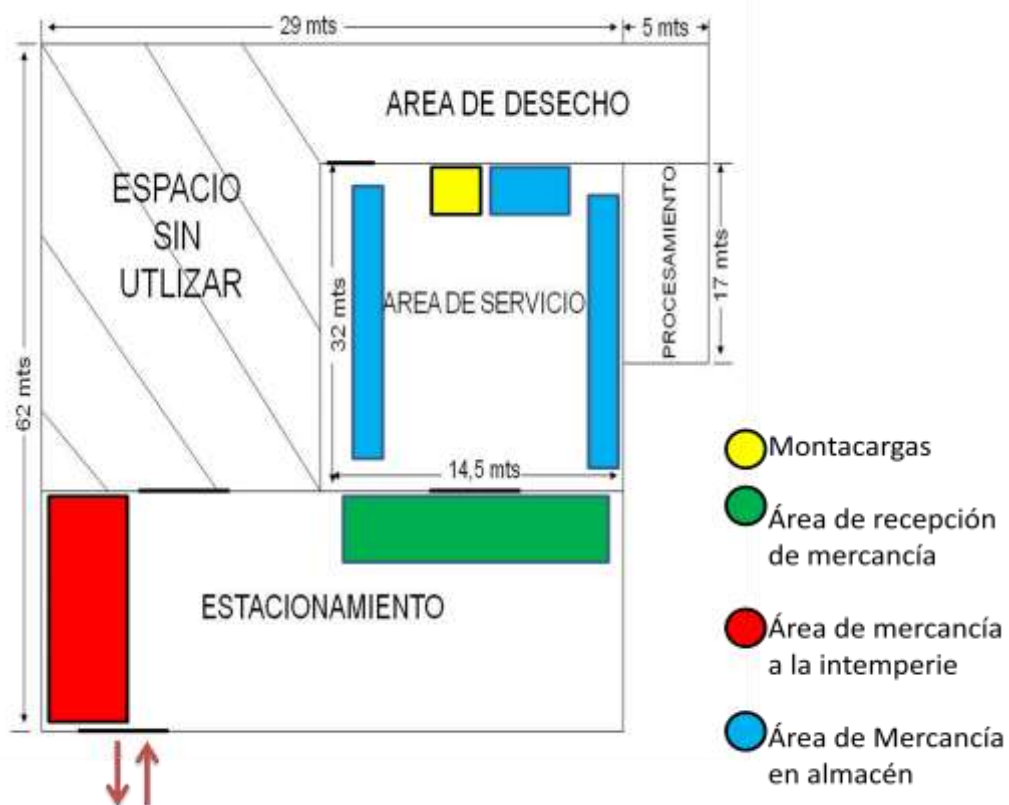 29 mts
5 mts
AREA DE DESECHO
ESPACIO
SIN
UTLIZAR
PROCESAMIENTO
17 mts
32 mts
AREA DE SERVICIO
62 mts
14,5 mts
ESTACIONAMIENTO
Montacargas
Área de recepción
de mercancía
Área de mercancía
a la intemperie
Área de Mercancía
en almacén